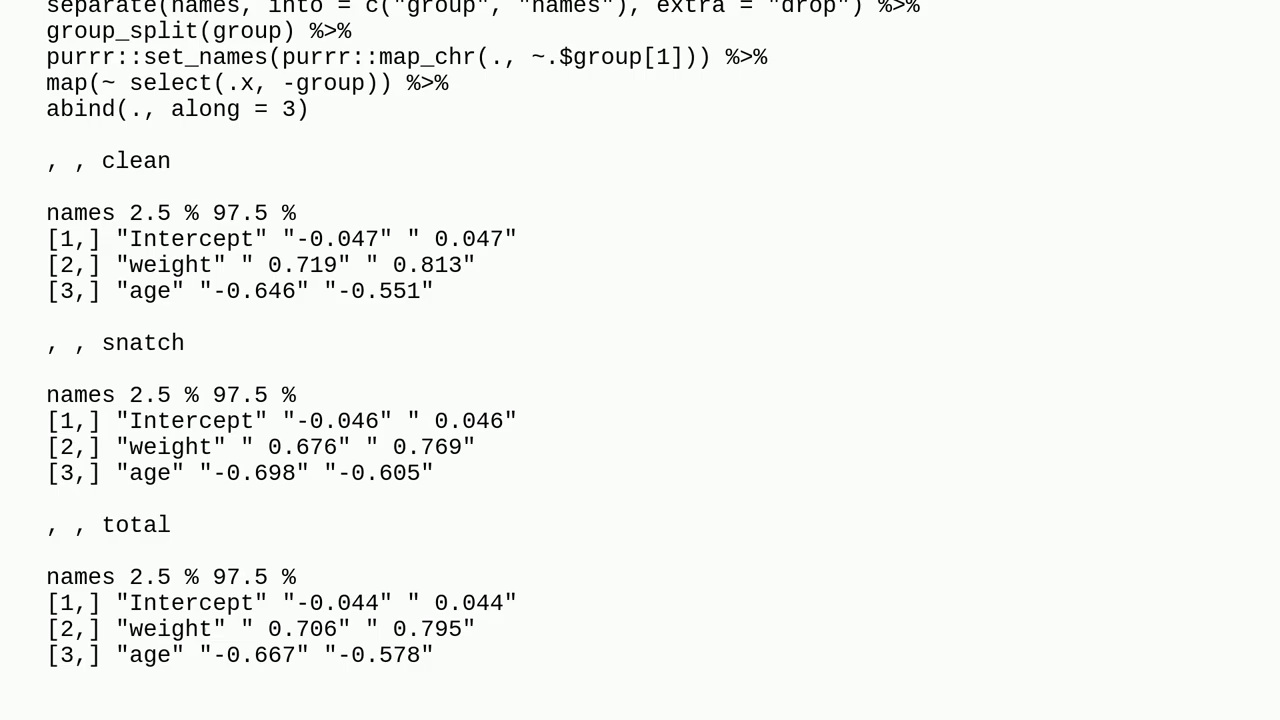 separate(names, into = c("group", "names"), extra = "drop") %>%
group_split(group) %>%
purrr::set_names(purrr::map_chr(., ~.$group[1])) %>%
map(~ select(.x, -group)) %>%
abind(., along = 3)
, , clean
names 2.5 % 97.5 %
[1,] "Intercept" "-0.047" " 0.047"
[2,] "weight" " 0.719" " 0.813"
[3,] "age" "-0.646" "-0.551"
, , snatch
names 2.5 % 97.5 %
[1,] "Intercept" "-0.046" " 0.046"
[2,] "weight" " 0.676" " 0.769"
[3,] "age" "-0.698" "-0.605"
, , total
names 2.5 % 97.5 %
[1,] "Intercept" "-0.044" " 0.044"
[2,] "weight" " 0.706" " 0.795"
[3,] "age" "-0.667" "-0.578"